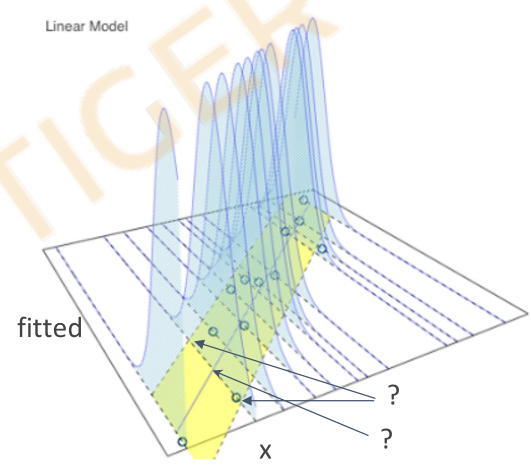 Linear Model
TIGER
fitted
?
?
x